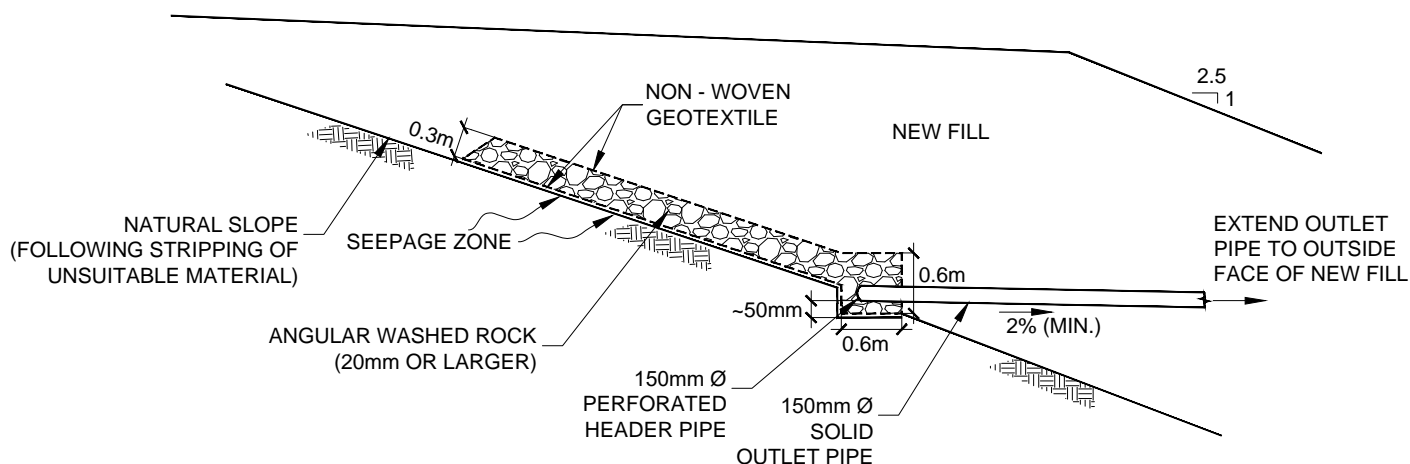 2.5
1
NON - WOVEN
GEOTEXTILE
NEW FILL
0.3m
NATURAL SLOPE
(FOLLOWING STRIPPING OF
UNSUITABLE MATERIAL)
SEEPAGE ZONE
EXTEND OUTLET
PIPE TO OUTSIDE
FACE OF NEW FILL
0.6m
~50mm
2% (MIN.)
0.6m
ANGULAR WASHED ROCK
(20mm OR LARGER)
150mm Ø
PERFORATED
HEADER PIPE
150mm Ø
SOLID
OUTLET PIPE